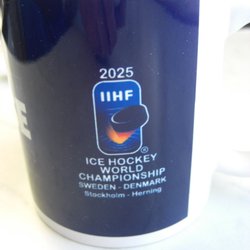 2025
IIHF
®
ICE HOCKEY
WORLD
CHAMPIONSHIP
SWEDEN - DENMARK
Stockholm - Herning